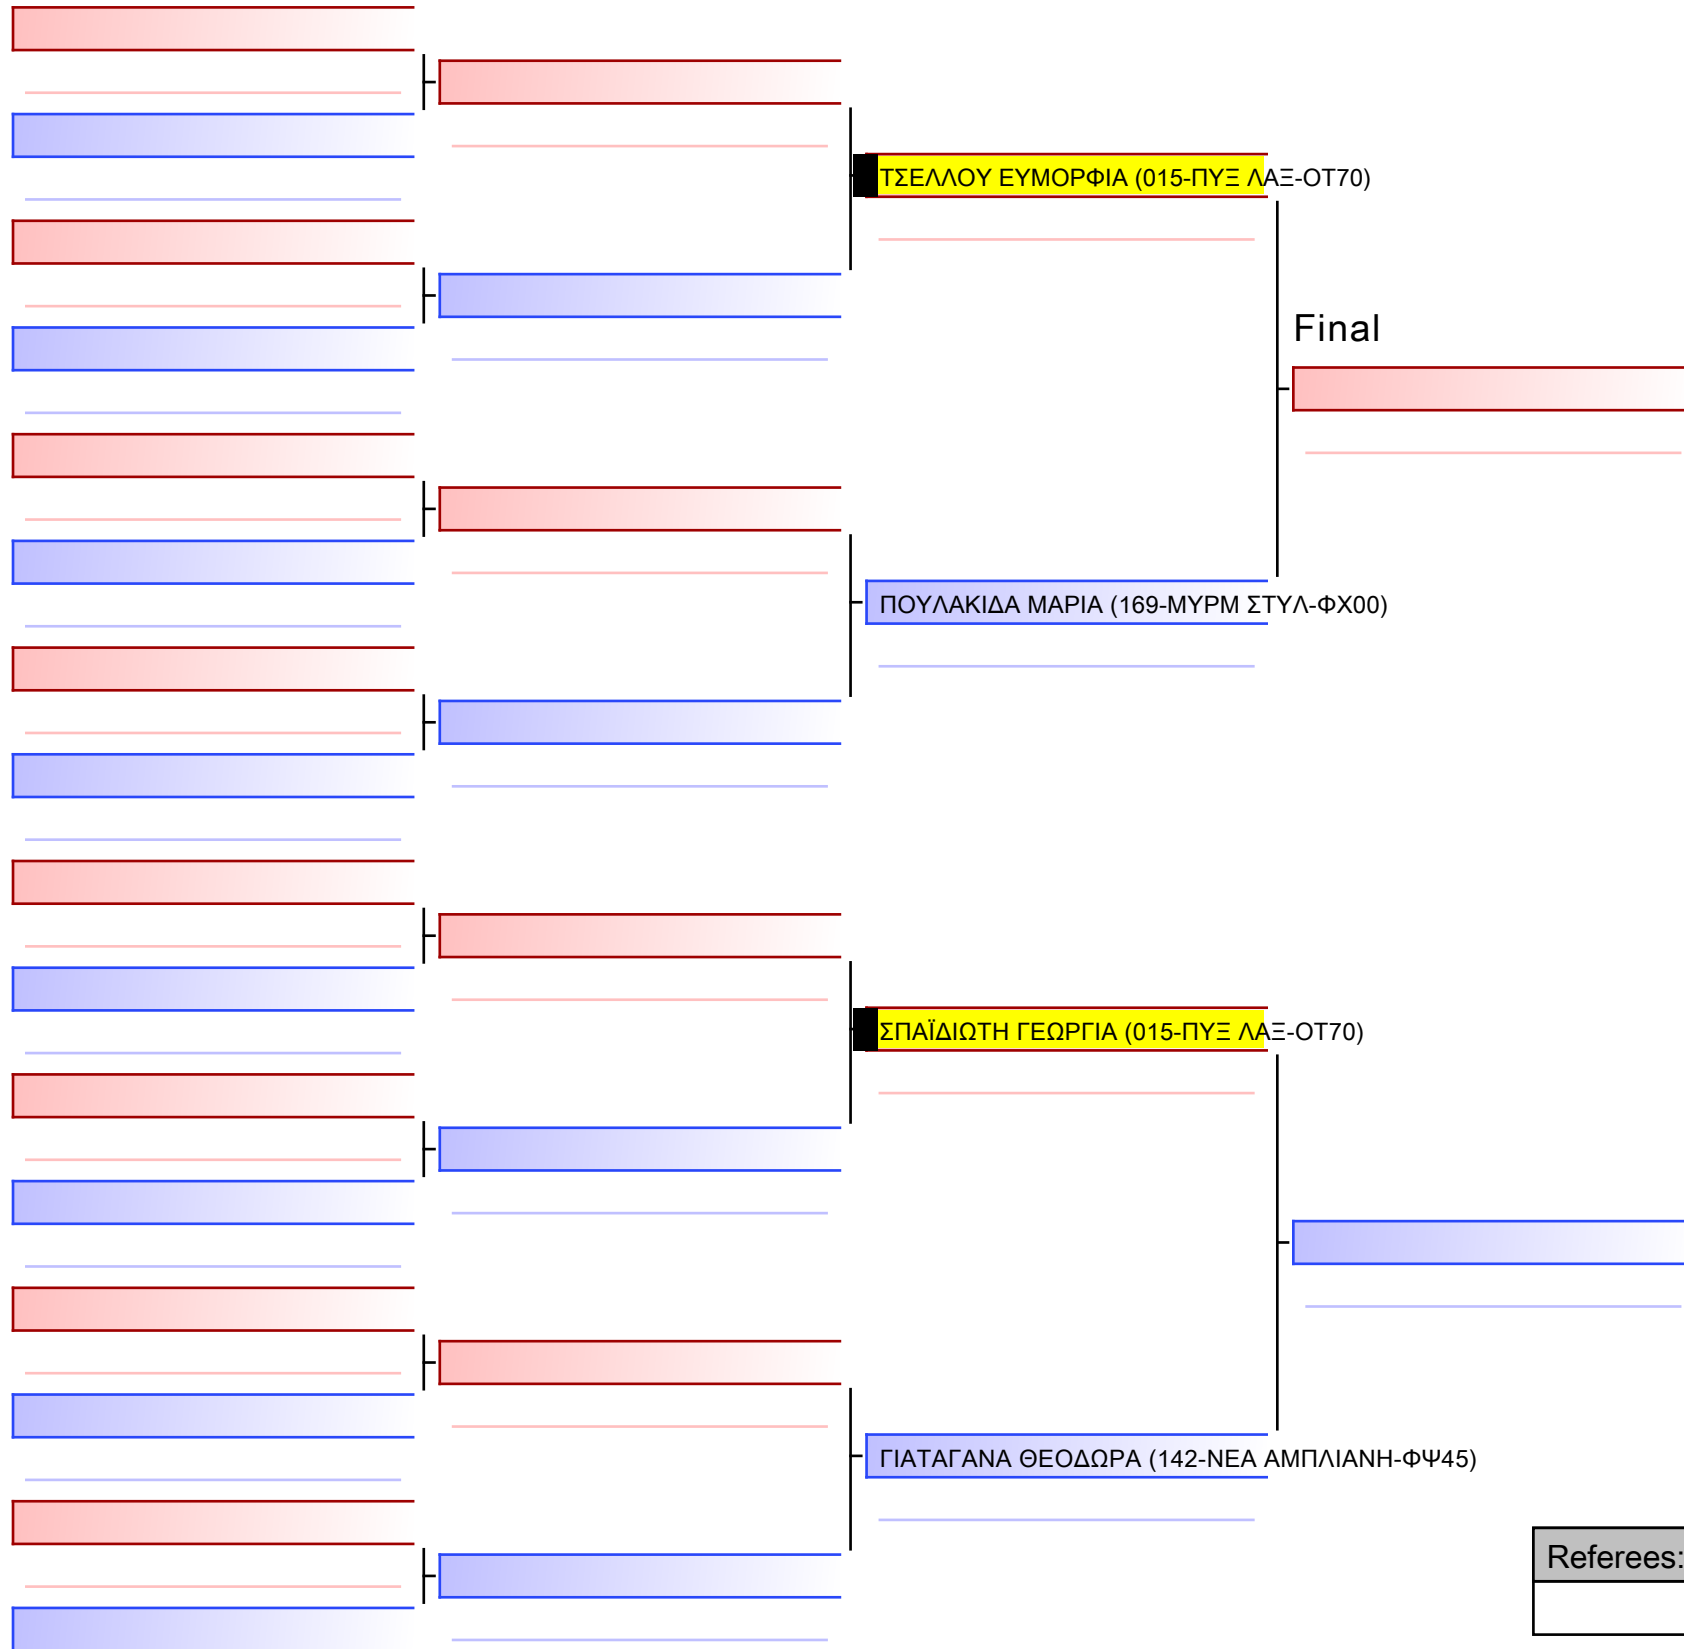 ΤΣΕΛΛΟΥ ΕΥΜΟΡΦΙΑ (015-ΠΥΞ ΛΑΞ-ΟΤ70)
Final
ΠΟΥΛΑΚΙΔΑ ΜΑΡΙΑ (169-ΜΥΡΜ ΣΤΥΛ-ΦΧ00)
ΣΠΑΪΔΙΩΤΗ ΓΕΩΡΓΙΑ (015-ΠΥΞ ΛΑΞ-ΟΤ70)
ΓΙΑΤΑΓΑΝΑ ΘΕΟΔΩΡΑ (142-ΝΕΑ ΑΜΠΛΙΑΝΗ-ΦΨ45)
Referees: